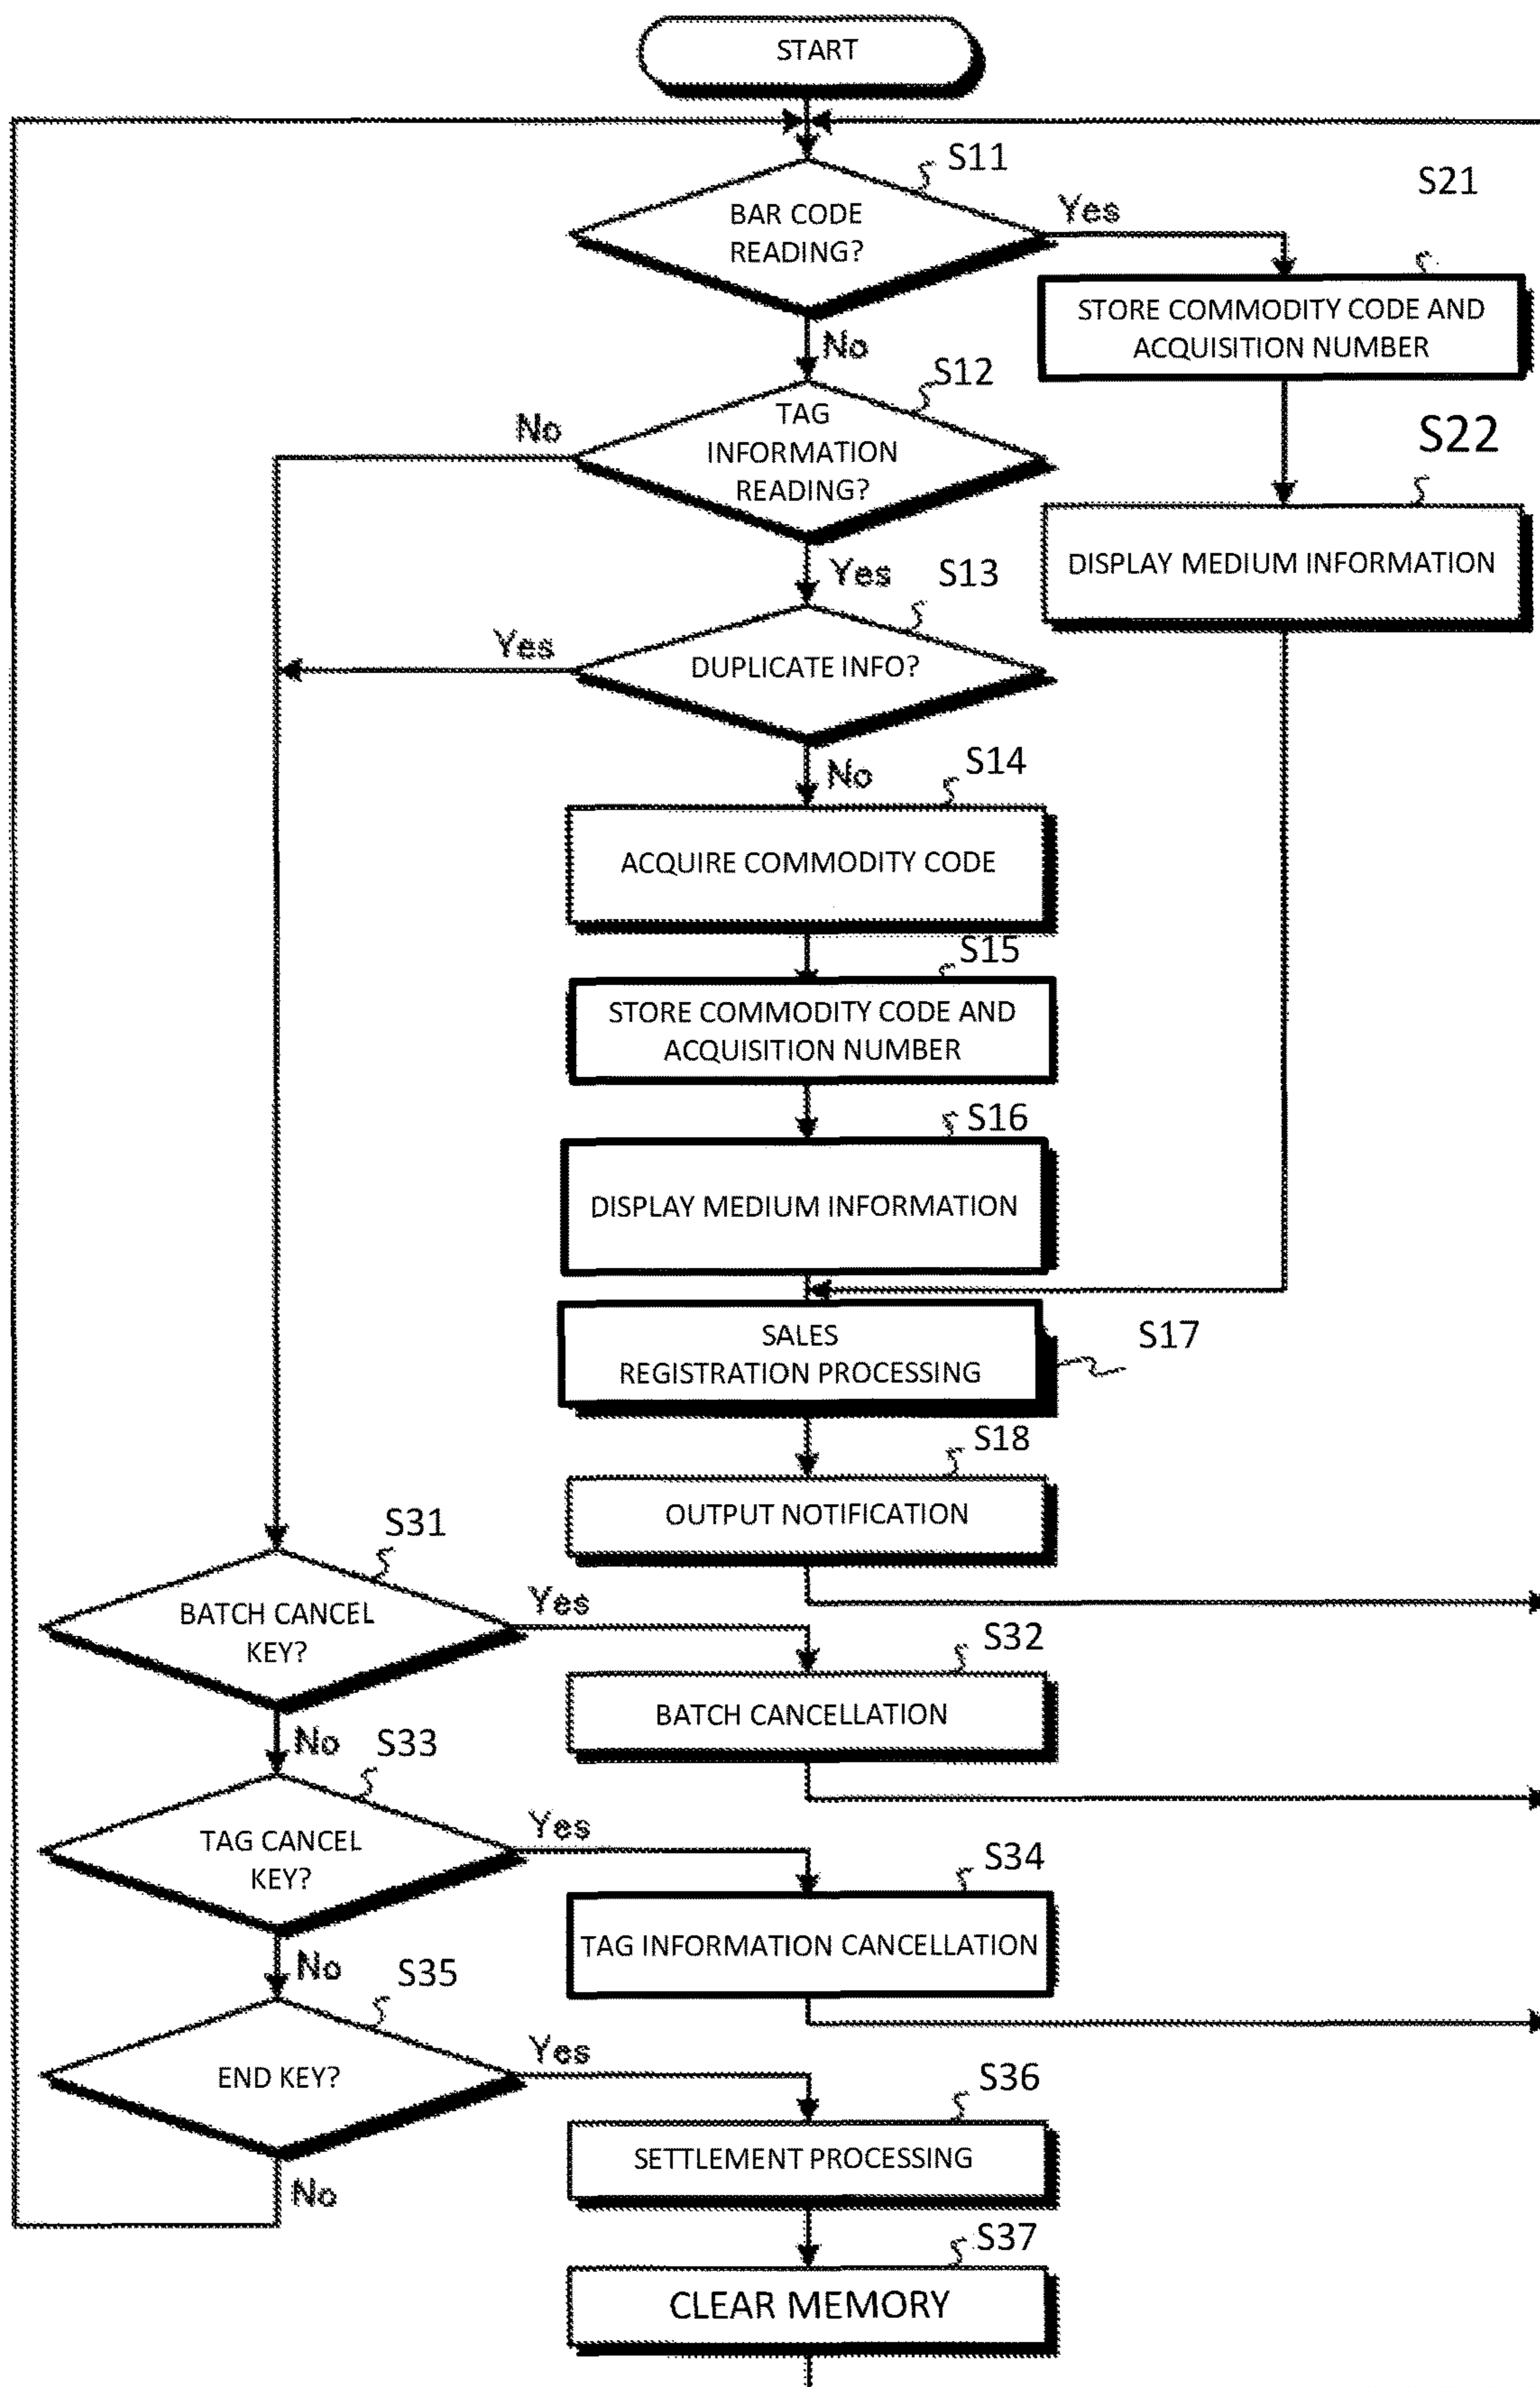 START
S11
S21
BAR CODE
READING?
Yes
STORE COMMODITY CODE AND
ACQUISITION NUMBER
No
S12
S22
TAG
INFORMATION
READING?
No
DISPLAY MEDIUM INFORMATION
Yes
S13
Yes
DUPLICATE INFO?
No
S14
ACQUIRE COMMODITY CODE
S15
STORE COMMODITY CODE AND
ACQUISITION NUMBER
S16
DISPLAY MEDIUM INFORMATION
SALES
REGISTRATION PROCESSING
S17
S18
OUTPUT NOTIFICATION
S31
BATCH CANCEL
KEY?
Yes
S32
BATCH CANCELLATION
No
S33
TAG CANCEL
KEY?
Yes
S34
TAG INFORMATION CANCELLATION
No
S35
END KEY?
Yes
S36
SETTLEMENT PROCESSING
No
S37
CLEAR MEMORY